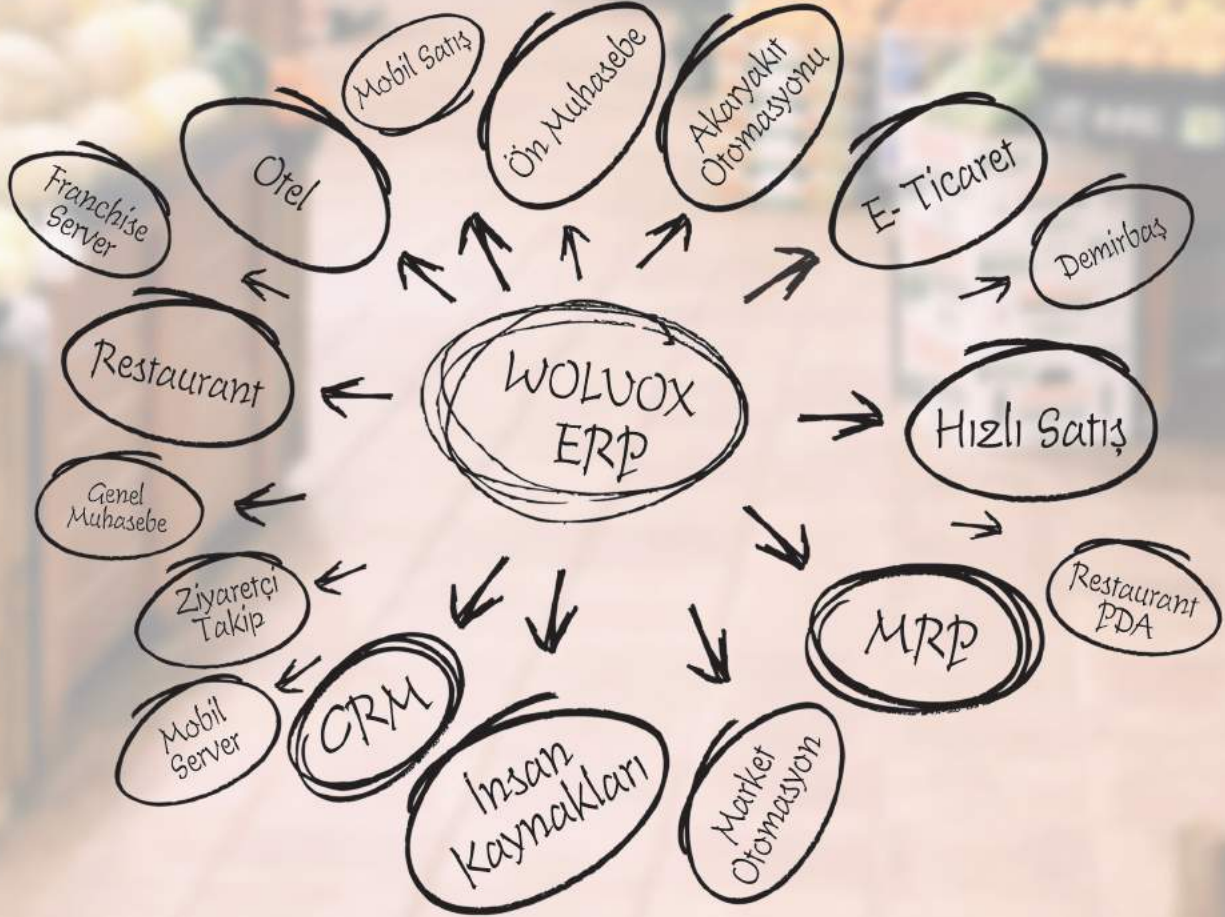 Mobil Satış
Ön Muhasebe
Akaryakıt
Otomasyonu
Otel
E- Ticaret
Franchise
Server
Demirbaş
Restaurant
WOLVOX
ERP
Hızlı Satış
Genel
Muhasebe
Ziyaretçi
Takip
Restaurant
PDA
MRP
Mobil
Server
CRM
İnsan
Kaynakları
Market
Otomasyon